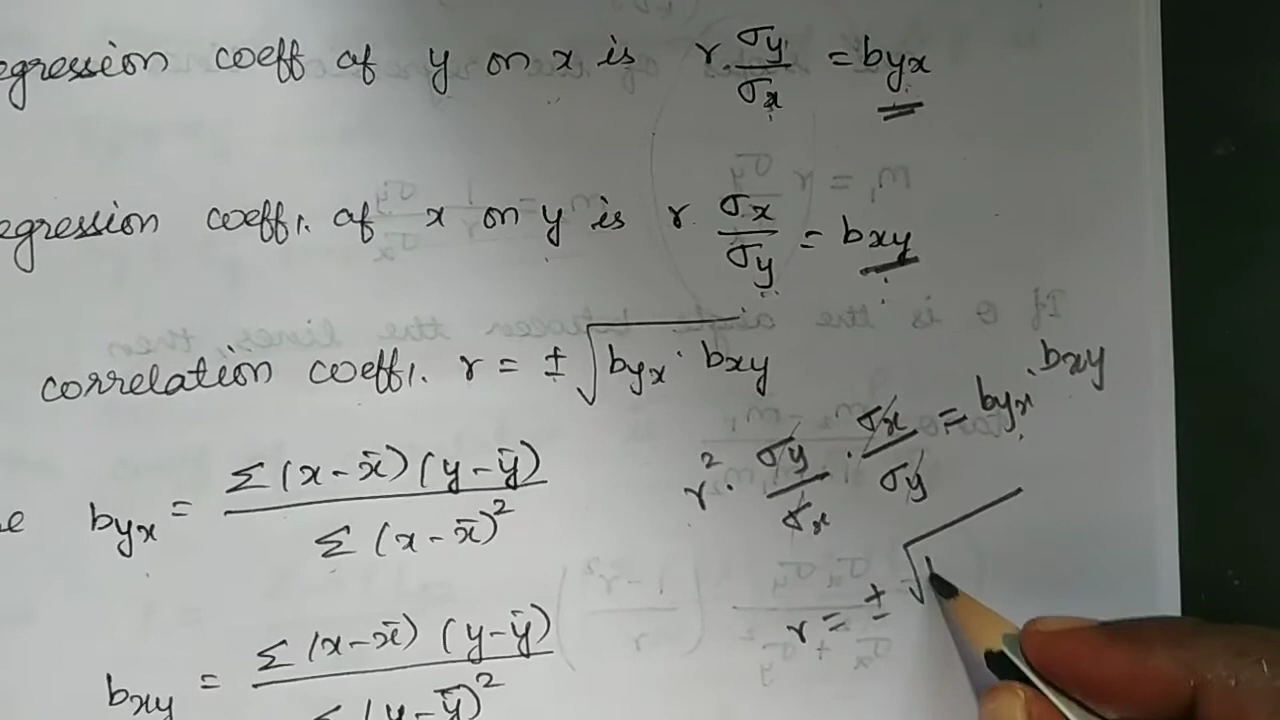 egression coeff of y on x is r. σy/σx = byx
egression coeff. of x on y is r. σx/σy = bxy
correlation coeff. r = ± √(byx . bxy)
r² . σy/σx . σx/σy = byx . bxy
byx = Σ(x-x̄)(y-ȳ) / Σ(x-x̄)²
r = ± √
bxy = Σ(x-x̄)(y-ȳ) / Σ(y-ȳ)²